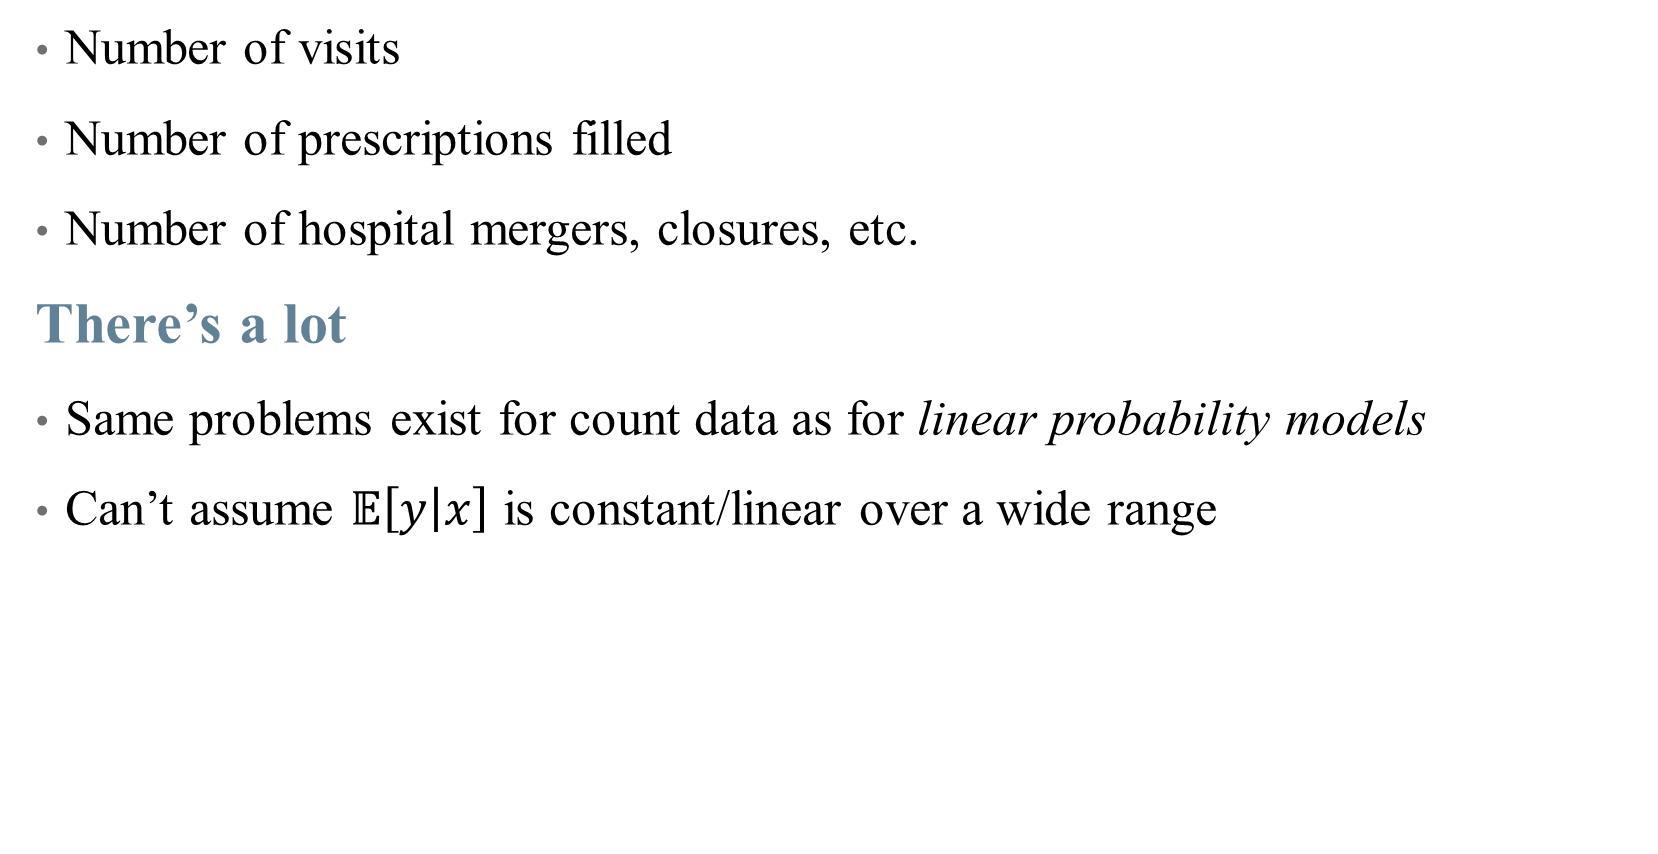 • Number of visits
• Number of prescriptions filled
• Number of hospital mergers, closures, etc.
There’s a lot
• Same problems exist for count data as for linear probability models
• Can’t assume 𝔼[𝑦|𝑥] is constant/linear over a wide range